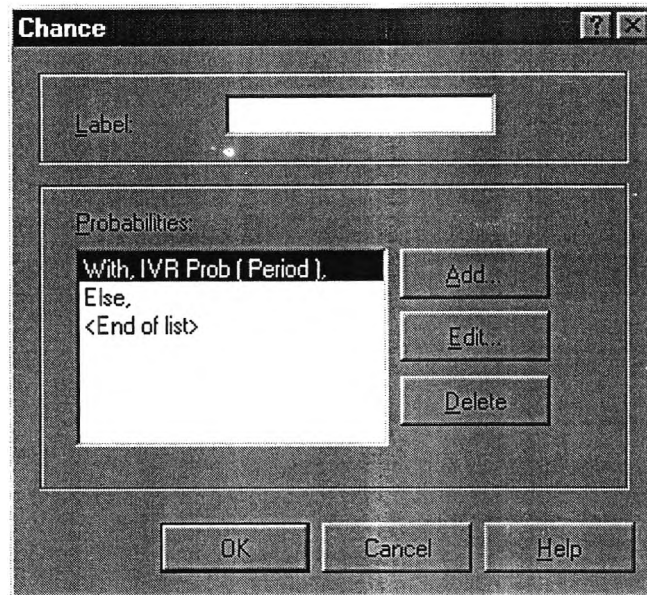 Chance
Label:
Probabilities:
With, IVR Prob ( Period ),
Else,
<End of list>
Add...
Edit...
Delete
OK
Cancel
Help